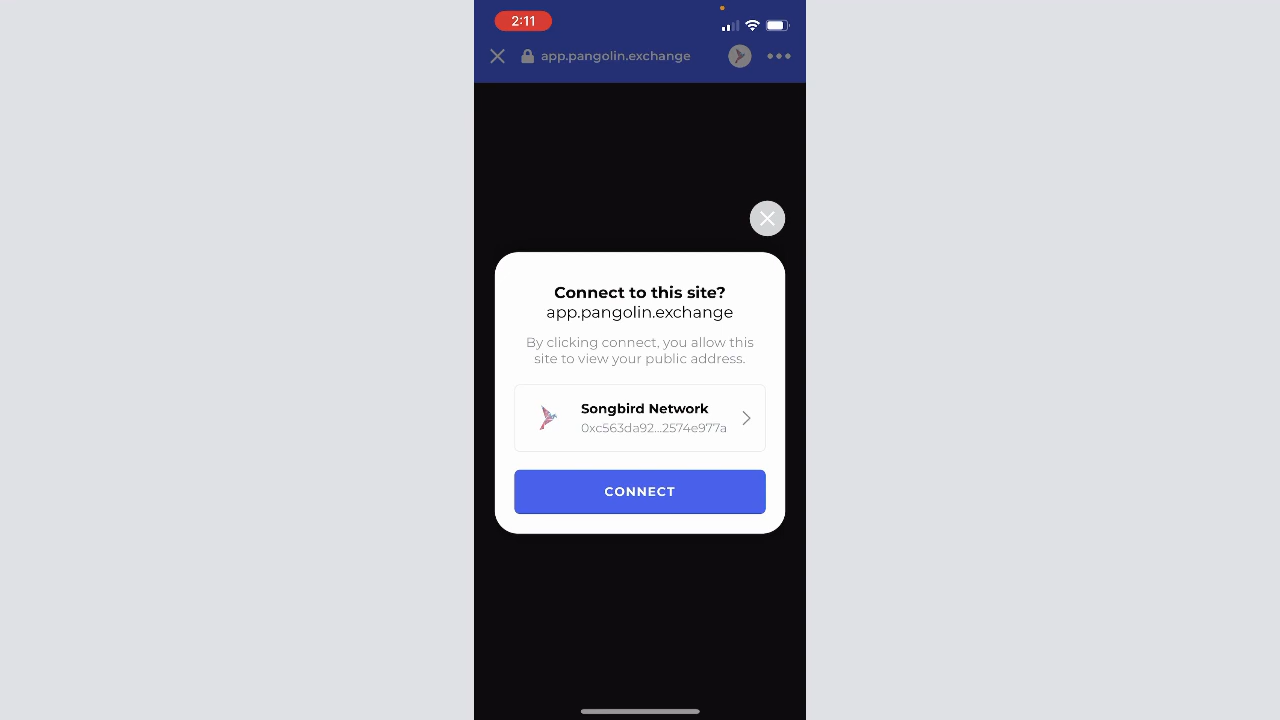 2:11
app.pangolin.exchange
Connect to this site?
app.pangolin.exchange
By clicking connect, you allow this
site to view your public address.
Songbird Network
0xc563da92...2574e977a
CONNECT